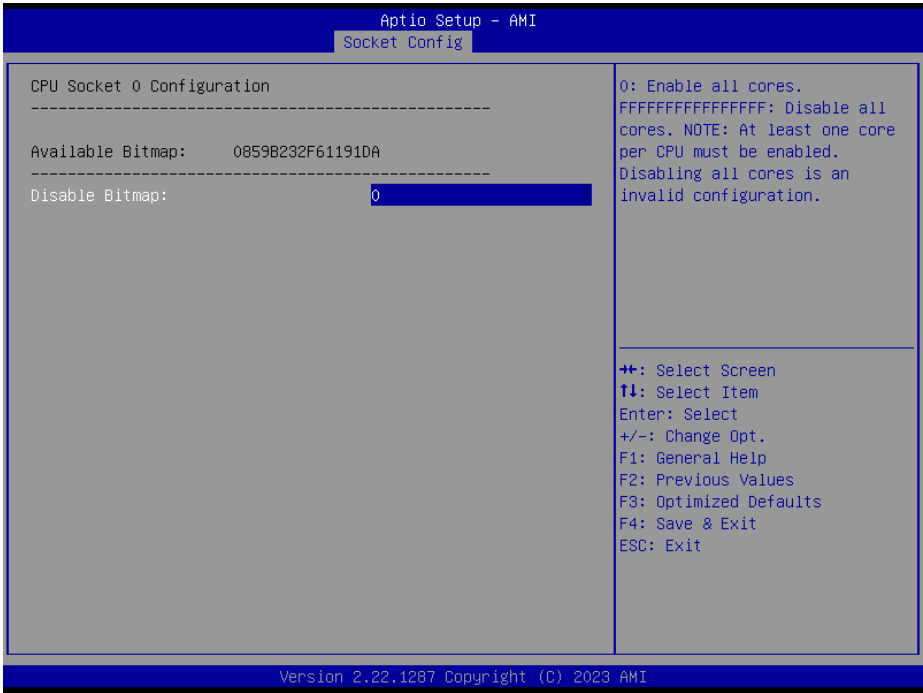 Aptio Setup - AMI
Socket Config
CPU Socket 0 Configuration
--------------------------------------------------
Available Bitmap: 0859B232F61191DA
--------------------------------------------------
Disable Bitmap: 0
0: Enable all cores.
FFFFFFFFFFFFFFFF: Disable all
cores. NOTE: At least one core
per CPU must be enabled.
Disabling all cores is an
invalid configuration.
→←: Select Screen
↑↓: Select Item
Enter: Select
+/-: Change Opt.
F1: General Help
F2: Previous Values
F3: Optimized Defaults
F4: Save & Exit
ESC: Exit
Version 2.22.1287 Copyright (C) 2023 AMI